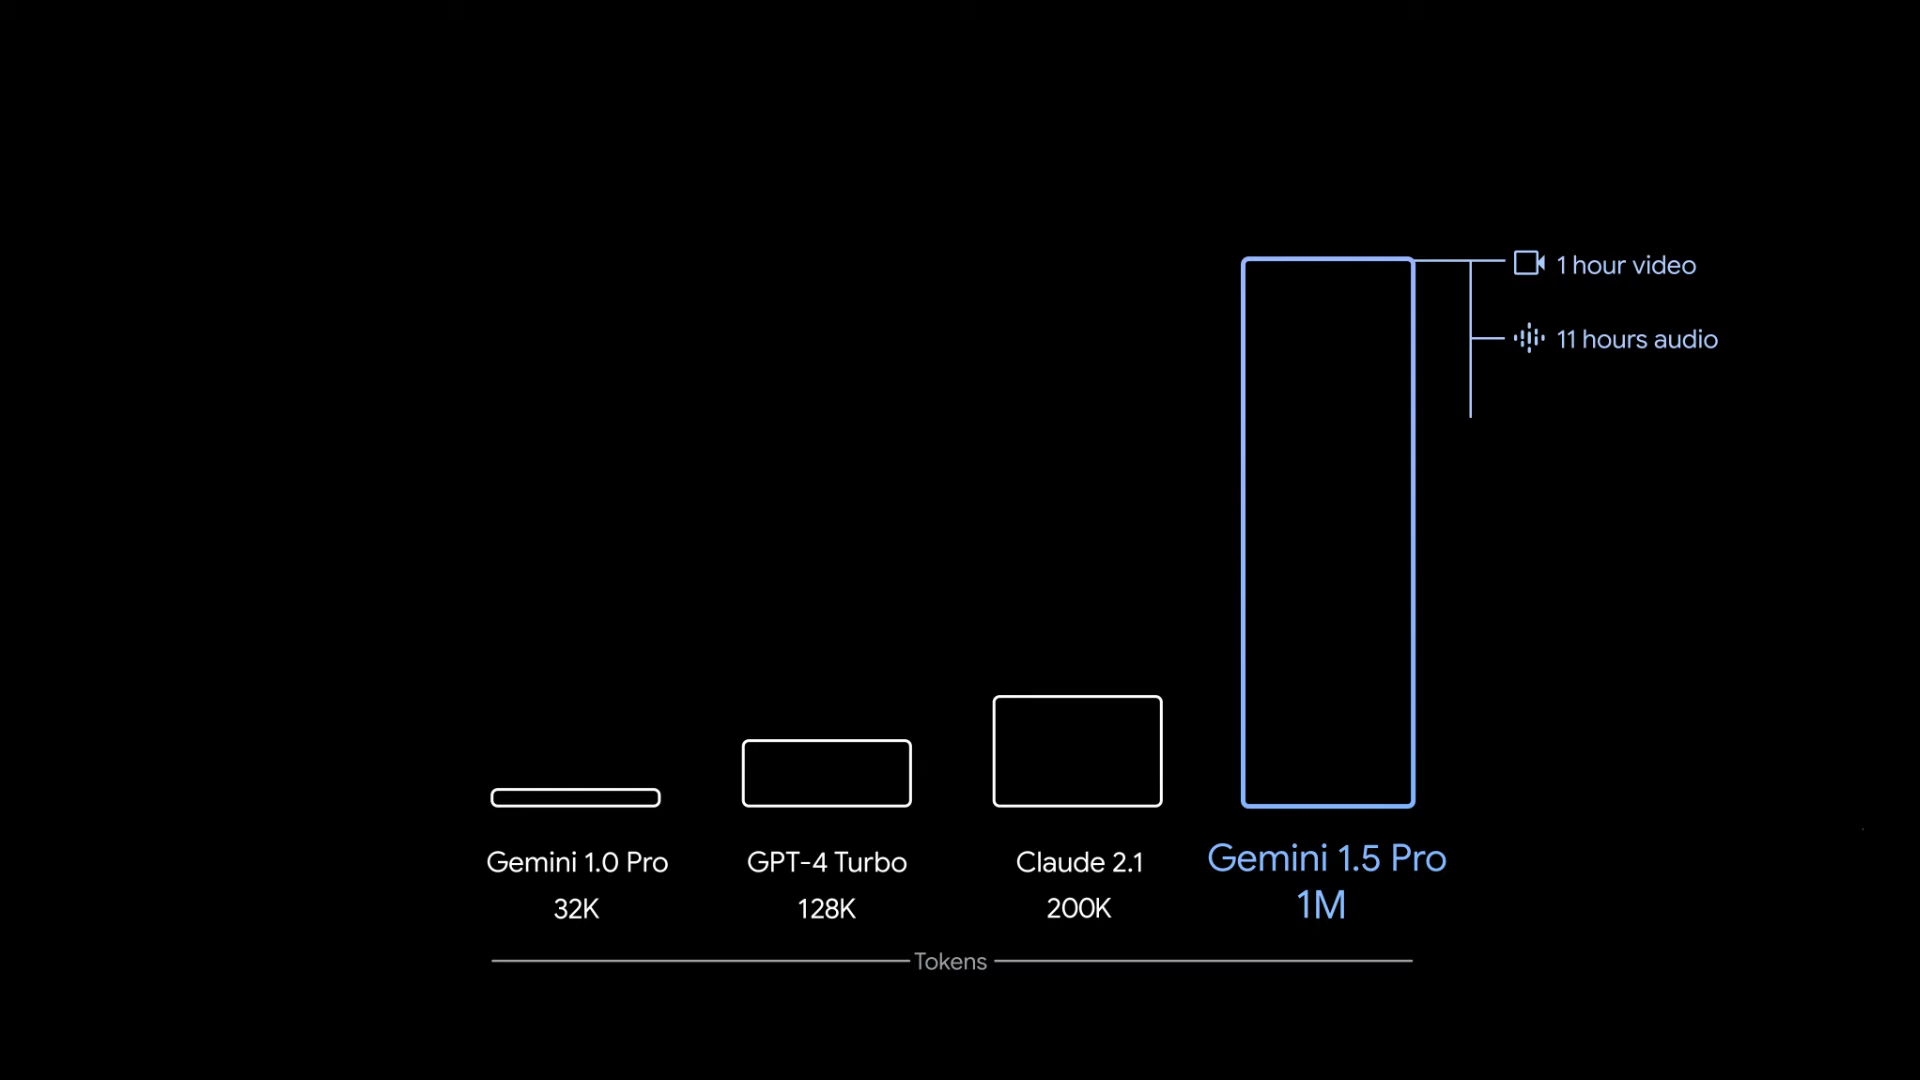 1 hour video
11 hours audio
Gemini 1.0 Pro
32K
GPT-4 Turbo
128K
Claude 2.1
200K
Gemini 1.5 Pro
1M
Tokens